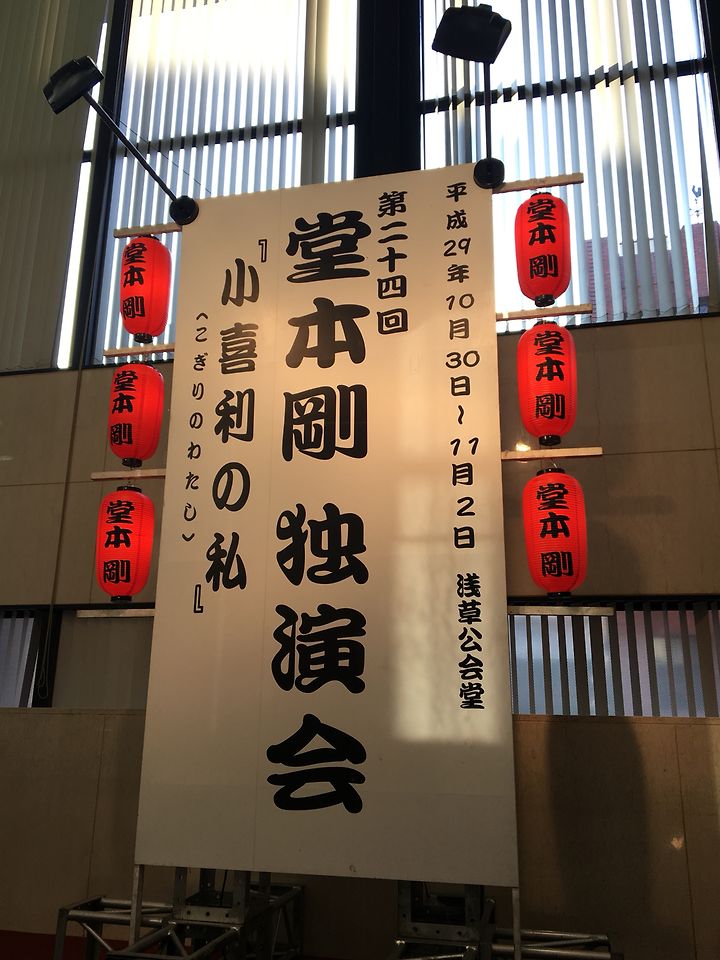 平成29年10月30日〜11月2日 浅草公会堂
第二十四回
堂本剛 独演会
『小喜利の私』
〈こぎりのわたし〉
堂本剛
堂本剛
堂本剛
堂本剛
堂本剛
堂本剛